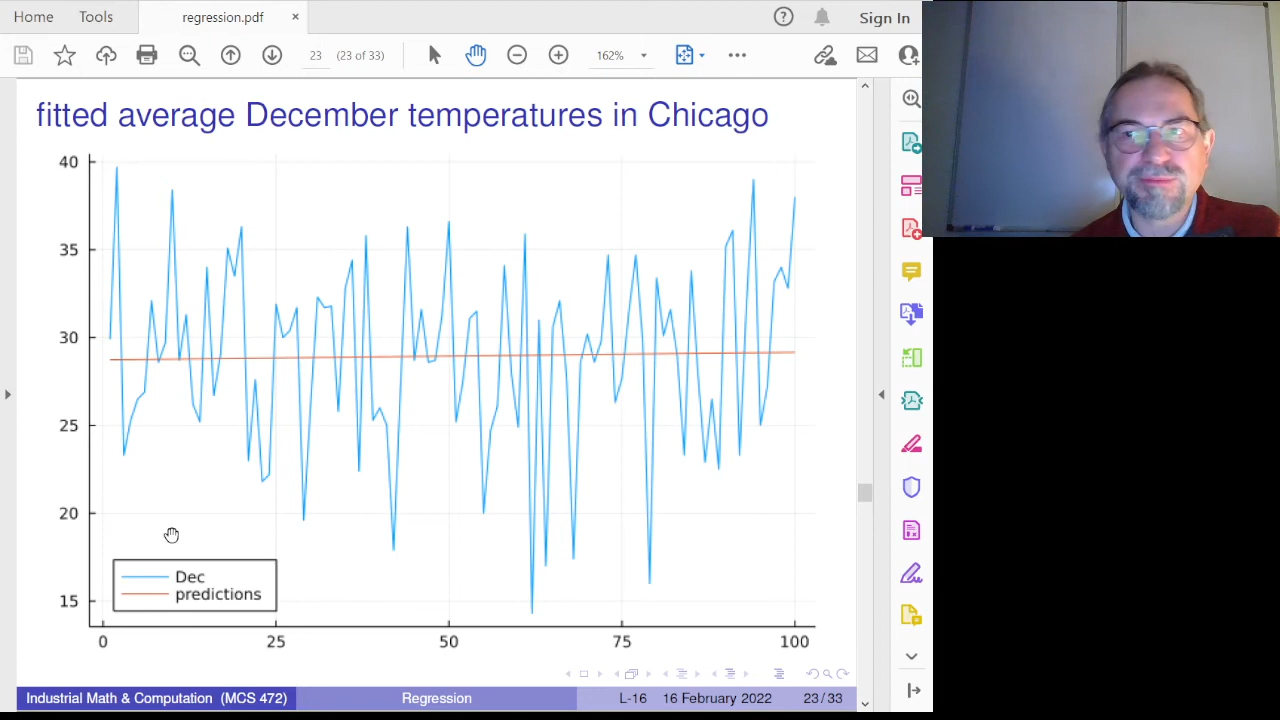 Home Tools regression.pdf × ? Sign In
23 (23 of 33) 162%
fitted average December temperatures in Chicago
40
35
30
25
20
15
Dec
predictions
0 25 50 75 100
Industrial Math & Computation (MCS 472) Regression L-16 16 February 2022 23 / 33